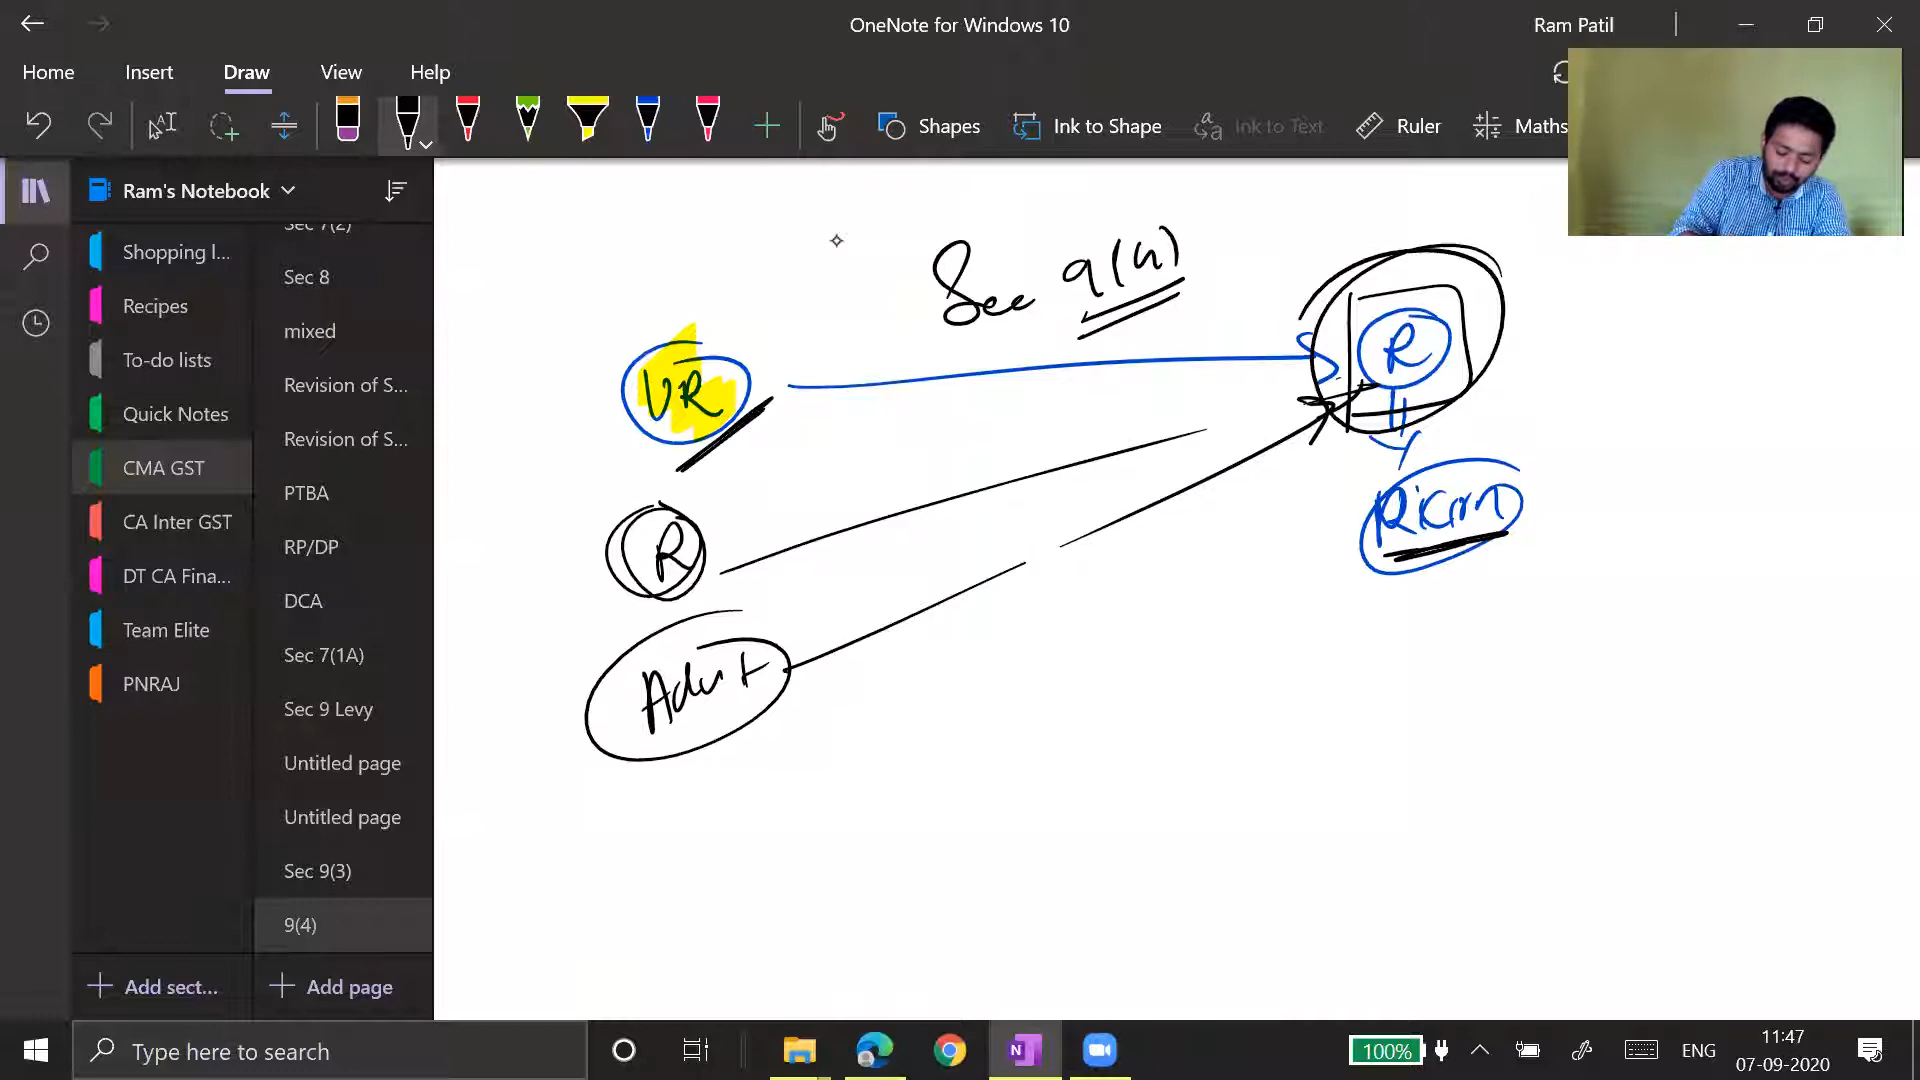 OneNote for Windows 10
Ram Patil
Home
Insert
Draw
View
Help
Shapes
Ink to Shape
Ink to Text
Ruler
Maths
Ram's Notebook
Shopping l...
Recipes
To-do lists
Quick Notes
CMA GST
CA Inter GST
DT CA Fina...
Team Elite
PNRAJ
Add sect...
Sec 7(2)
Sec 8
mixed
Revision of S...
Revision of S...
PTBA
RP/DP
DCA
Sec 7(1A)
Sec 9 Levy
Untitled page
Untitled page
Sec 9(3)
9(4)
Add page
Sec 9(4)
UR
R
R
RCM
Type here to search
100%
ENG
11:47
07-09-2020